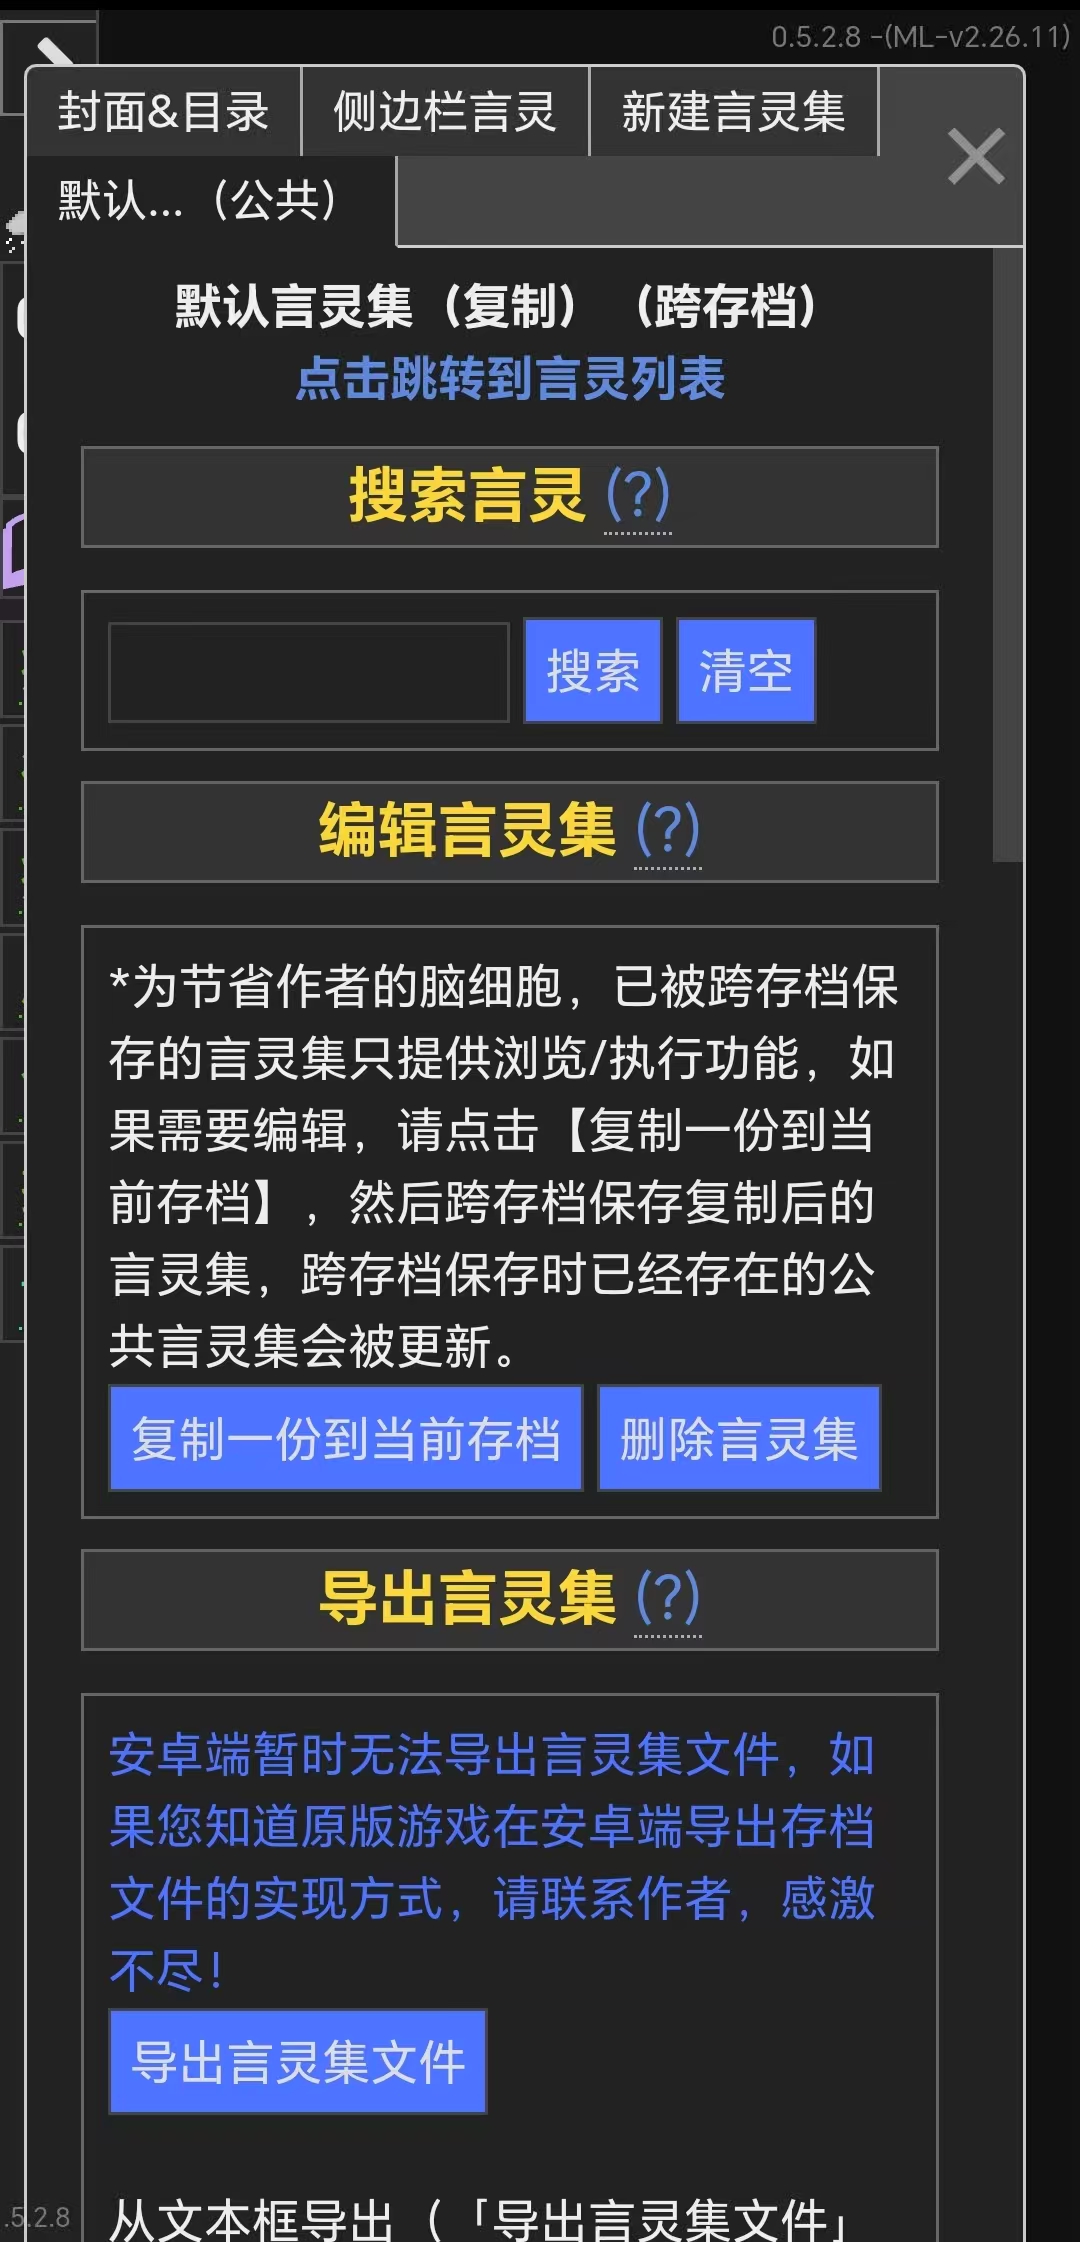 0.5.2.8 -(ML-v2.26.11)
封面&目录
侧边栏言灵
新建言灵集
默认...（公共）
默认言灵集（复制）（跨存档）
点击跳转到言灵列表
搜索言灵 (?)
搜索
清空
编辑言灵集 (?)
*为节省作者的脑细胞，已被跨存档保
存的言灵集只提供浏览/执行功能，如
果需要编辑，请点击【复制一份到当
前存档】，然后跨存档保存复制后的
言灵集，跨存档保存时已经存在的公
共言灵集会被更新。
复制一份到当前存档
删除言灵集
导出言灵集 (?)
安卓端暂时无法导出言灵集文件，如
果您知道原版游戏在安卓端导出存档
文件的实现方式，请联系作者，感激
不尽！
导出言灵集文件
.5.2.8
从文本框导出（「导出言灵集文件」